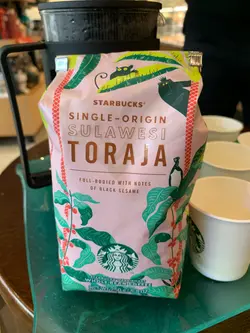 STARBUCKS®
SINGLE-ORIGIN
SULAWESI
TORAJA
FULL-BODIED WITH NOTES
OF BLACK SESAME